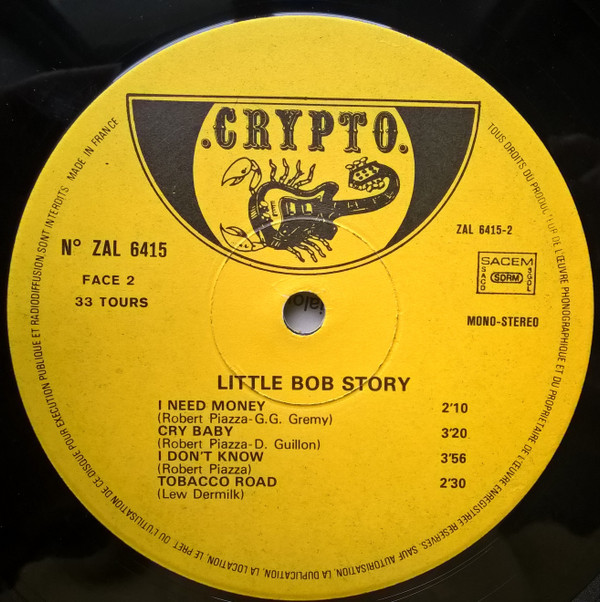 .CRYPTO.
N° ZAL 6415
FACE 2
33 TOURS
ZAL 6415-2
SACEM
SACD SDRM SGDL
MONO-STEREO
LITTLE BOB STORY
I NEED MONEY 2'10
(Robert Piazza-G.G. Gremy)
CRY BABY 3'20
(Robert Piazza-D. Guillon)
I DON'T KNOW 3'56
(Robert Piazza)
TOBACCO ROAD 2'30
(Lew Dermilk)
TOUS DROITS DU PRODUCTEUR DE L'ŒUVRE PHONOGRAPHIQUE ET DU PROPRIETAIRE DE L'ŒUVRE ENREGISTREE RESERVES. SAUF AUTORISATION, LA DUPLICATION, LA LOCATION, LE PRET, OU L'UTILISATION DE CE DISQUE POUR EXECUTION PUBLIQUE ET RADIODIFFUSION SONT INTERDITS. MADE IN FRANCE